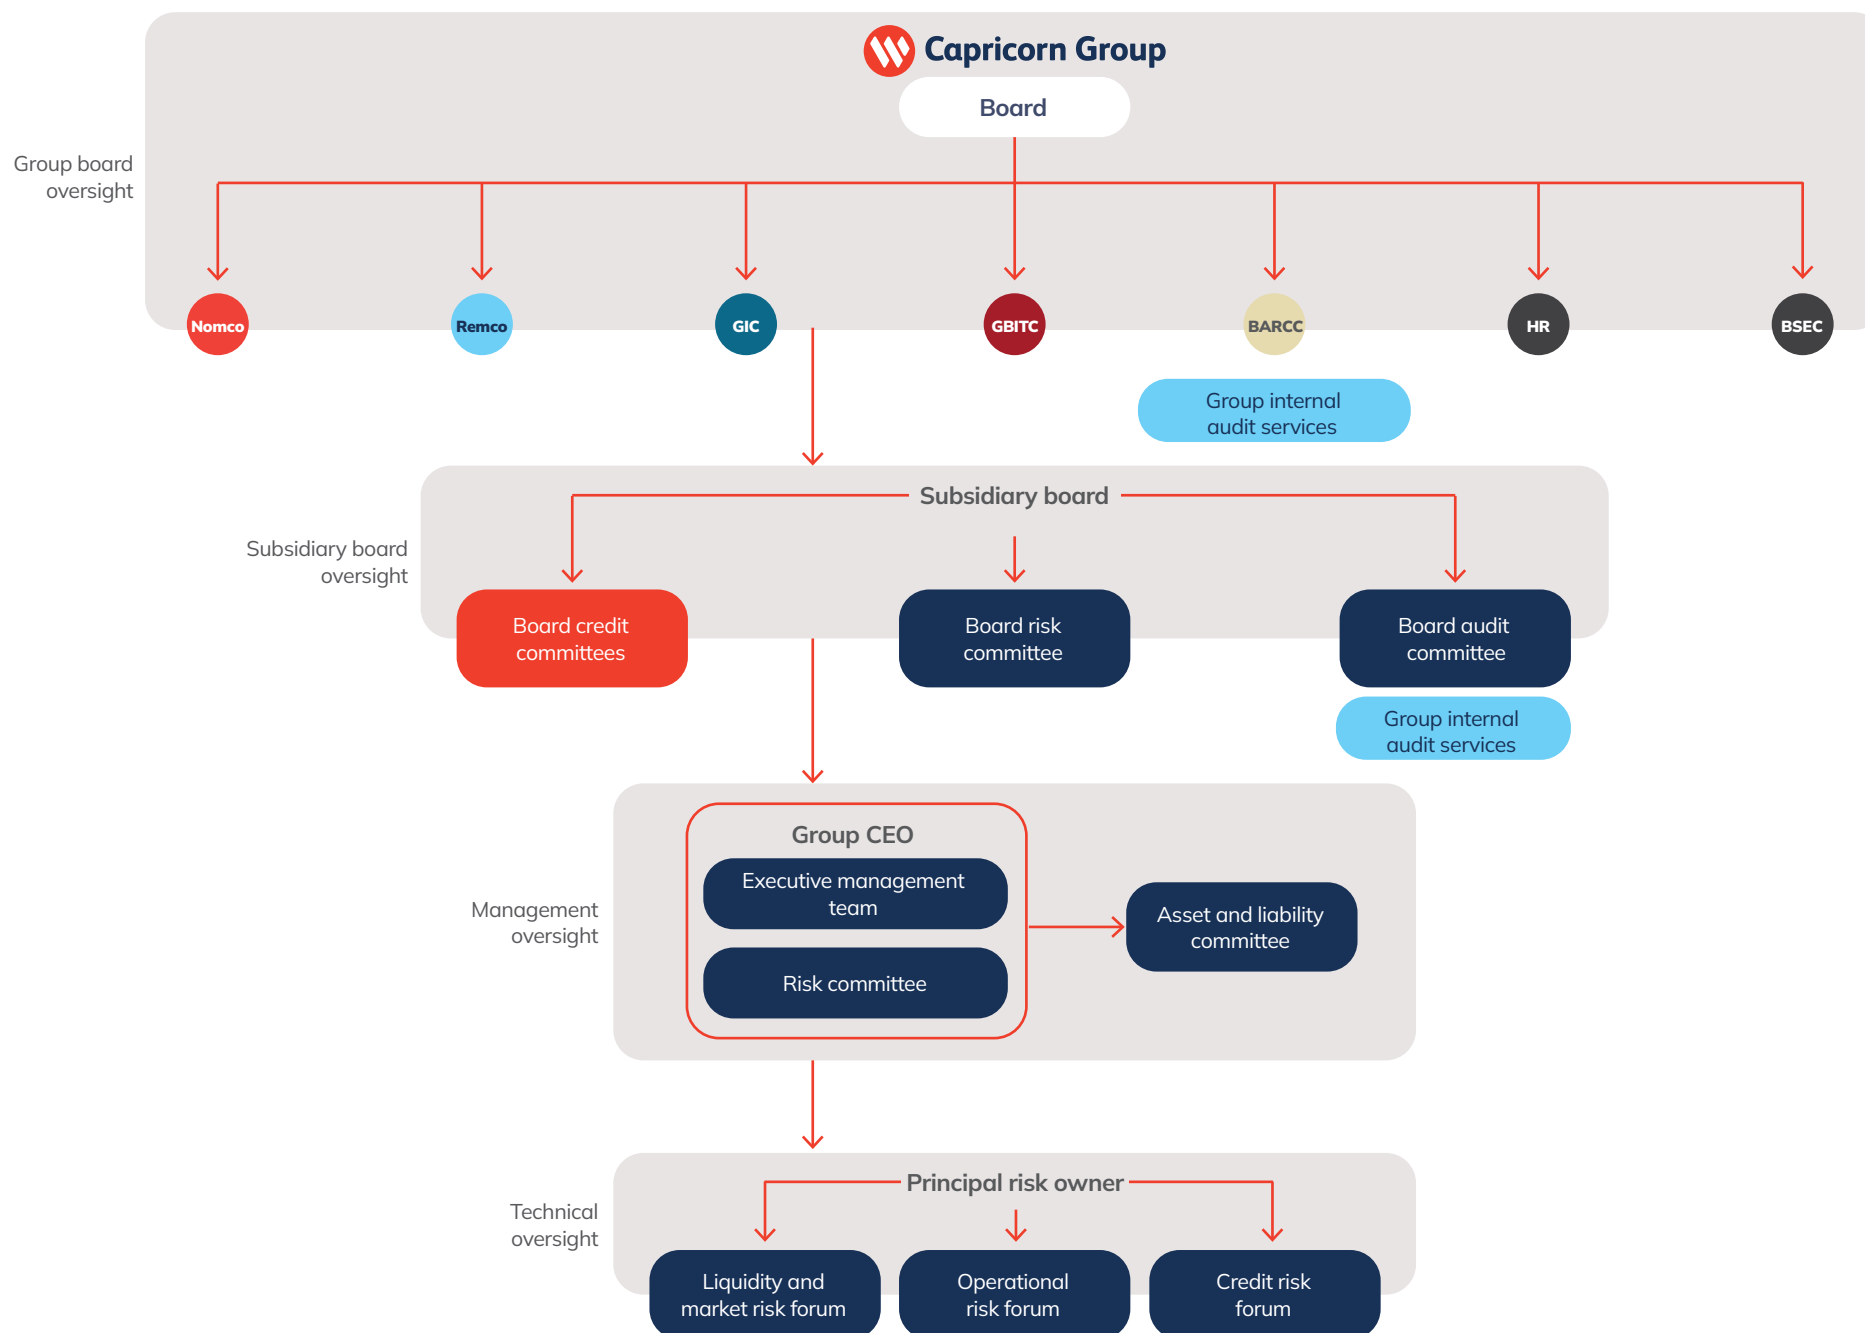 Capricorn Group
Board
Group board
oversight
Nomco
Remco
GIC
GBITC
BARCC
HR
BSEC
Group internal
audit services
Subsidiary board
Subsidiary board
oversight
Board credit
committees
Board risk
committee
Board audit
committee
Group internal
audit services
Group CEO
Executive management
team
Risk committee
Management
oversight
Asset and liability
committee
Principal risk owner
Technical
oversight
Liquidity and
market risk forum
Operational
risk forum
Credit risk
forum